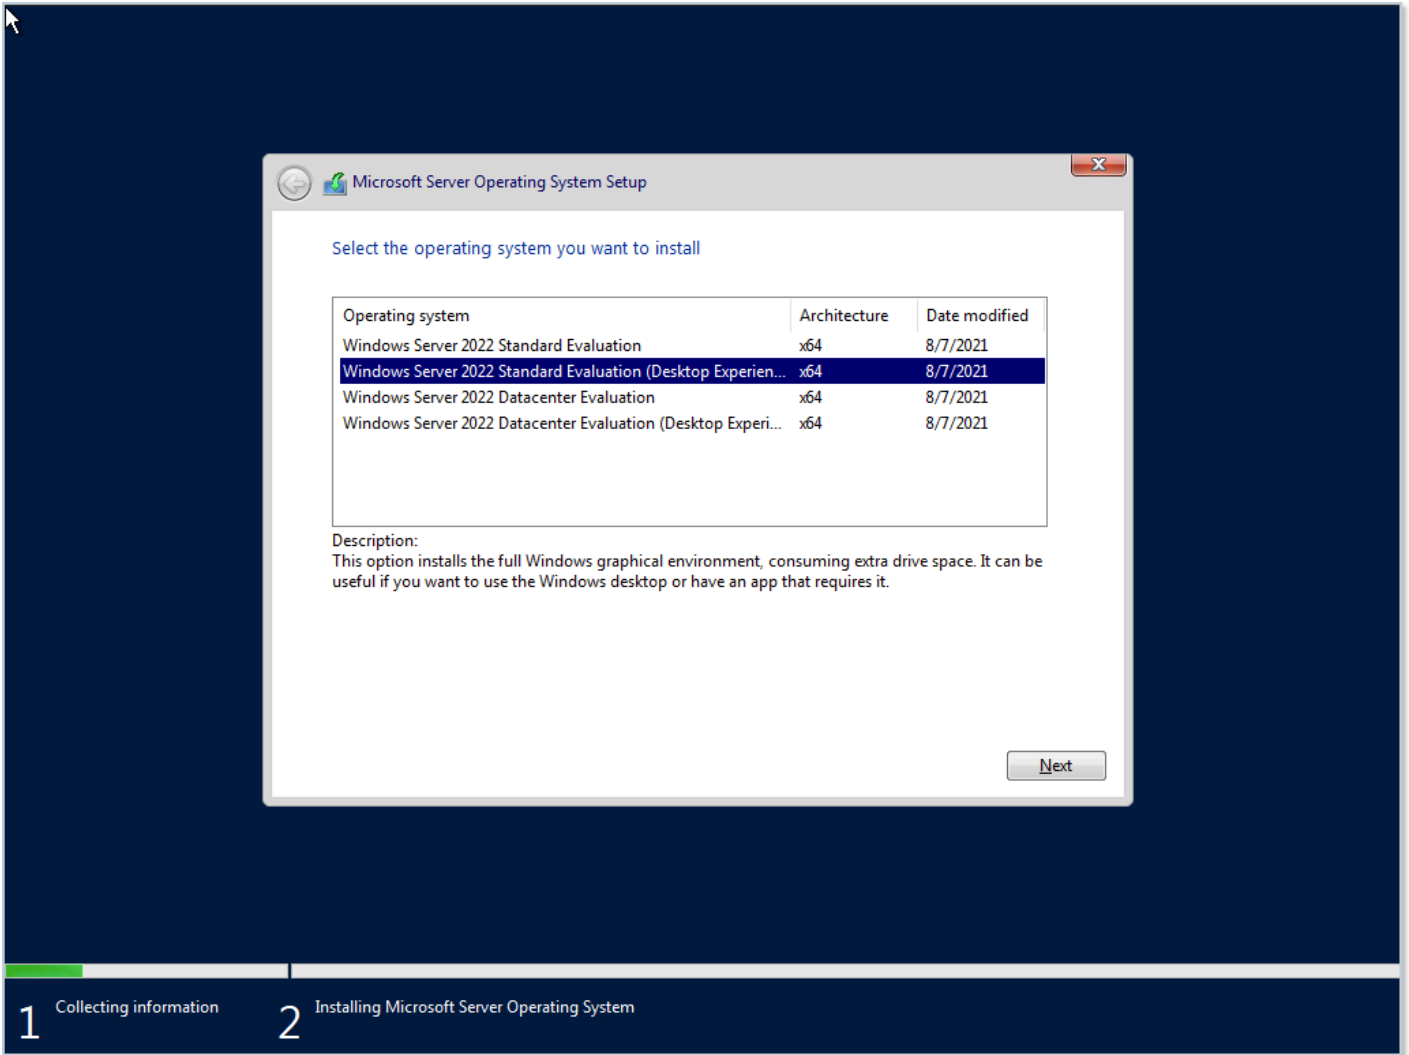 Microsoft Server Operating System Setup
X
Select the operating system you want to install
Operating system Architecture Date modified
Windows Server 2022 Standard Evaluation x64 8/7/2021
Windows Server 2022 Standard Evaluation (Desktop Experien... x64 8/7/2021
Windows Server 2022 Datacenter Evaluation x64 8/7/2021
Windows Server 2022 Datacenter Evaluation (Desktop Experi... x64 8/7/2021
Description:
This option installs the full Windows graphical environment, consuming extra drive space. It can be
useful if you want to use the Windows desktop or have an app that requires it.
Next
1 Collecting information 2 Installing Microsoft Server Operating System